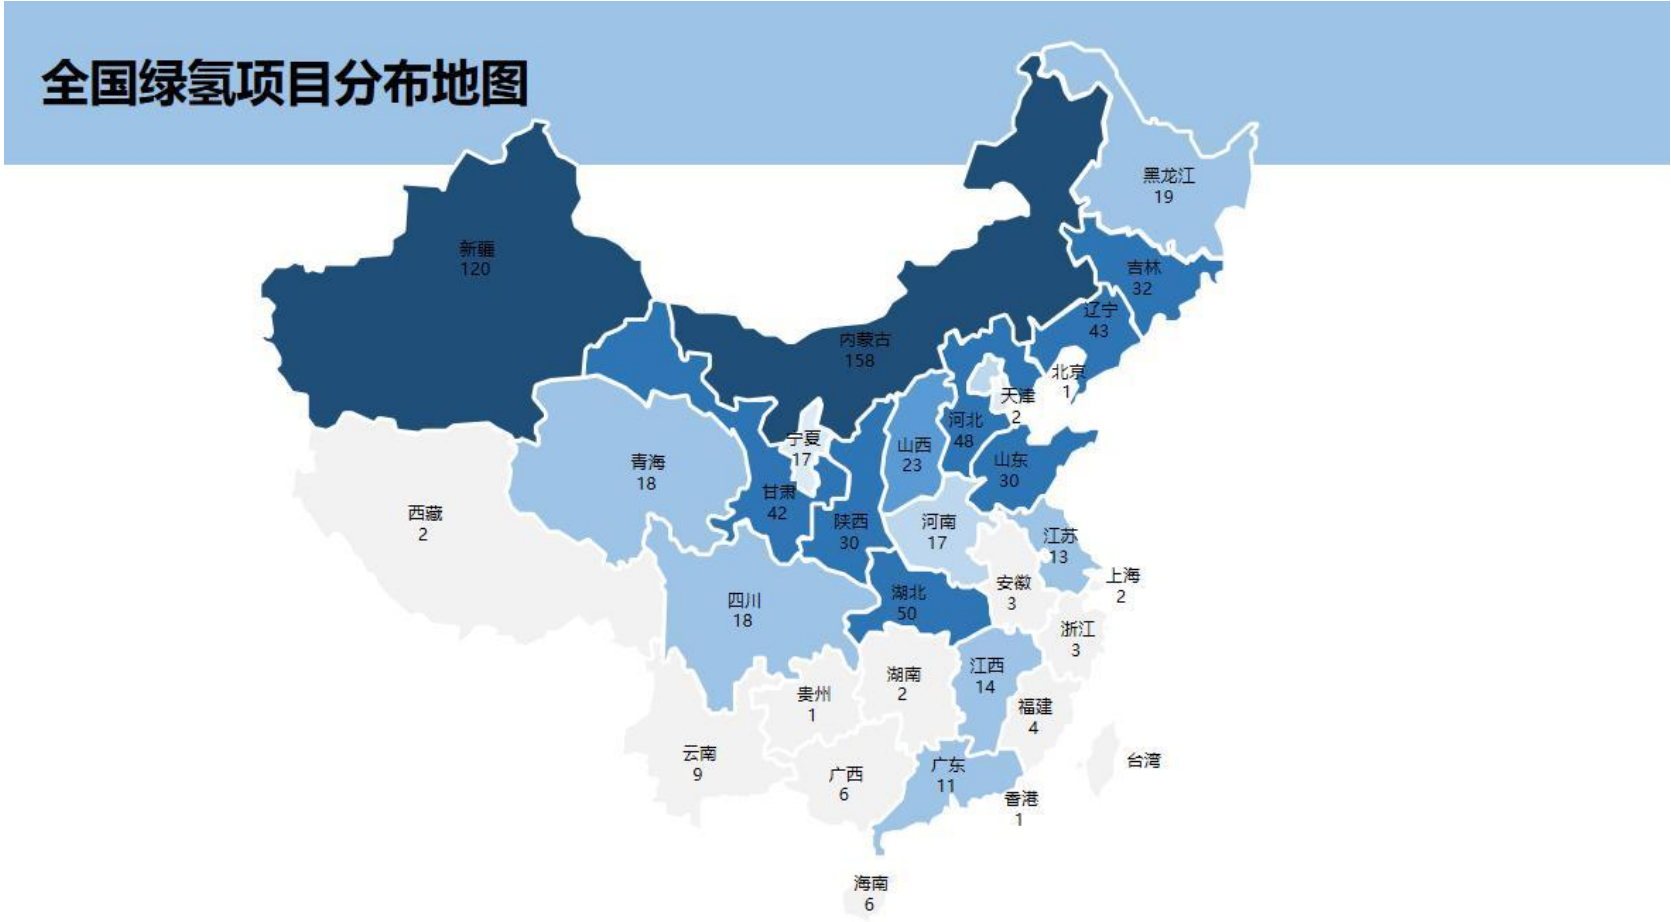 全国绿氢项目分布地图
黑龙江
19
新疆
120
吉林
32
辽宁
43
内蒙古
158
北京
1
天津
2
河北
48
宁夏
17
山西
23
山东
30
青海
18
甘肃
42
西藏
2
陕西
30
河南
17
江苏
13
安徽
3
上海
2
湖北
50
四川
18
浙江
3
江西
14
湖南
2
贵州
1
福建
4
云南
9
广西
6
广东
11
台湾
香港
1
海南
6